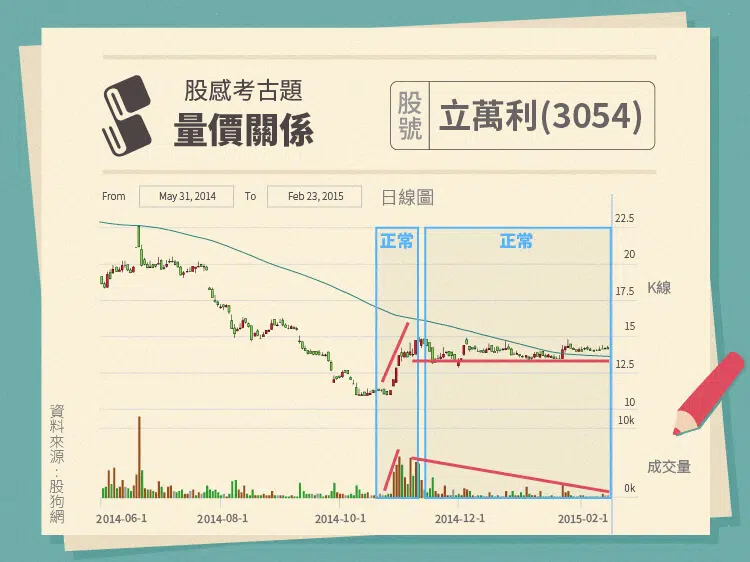 股感考古題
量價關係
股號
立萬利(3054)
From May 31, 2014 To Feb 23, 2015 日線圖
正常 正常
22.5
20
K線
17.5
15
12.5
10
10k
成交量
0k
2014-06-1 2014-08-1 2014-10-1 2014-12-1 2015-02-1
資料來源：股狗網